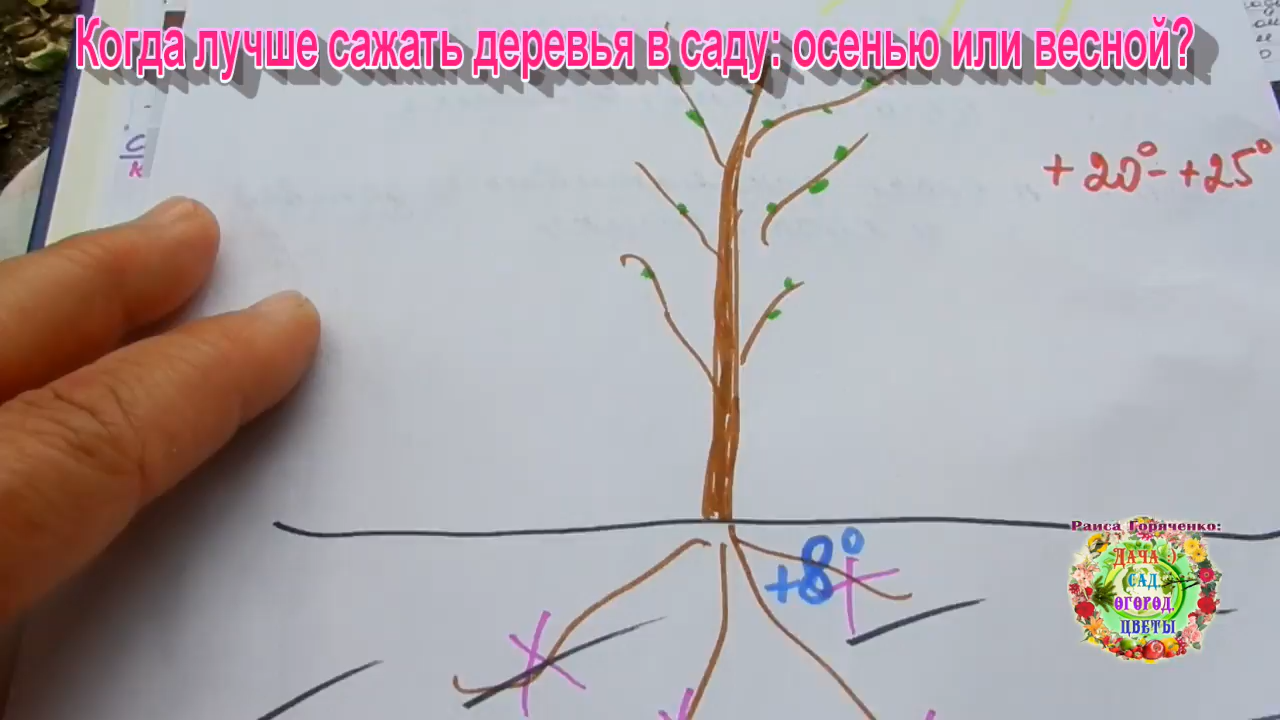 Когда лучше сажать деревья в саду: осенью или весной?
+20°-+25°
+8°
Раиса Горяченко:
ДАЧА :)
САД,
ОГОРОД,
ЦВЕТЫ